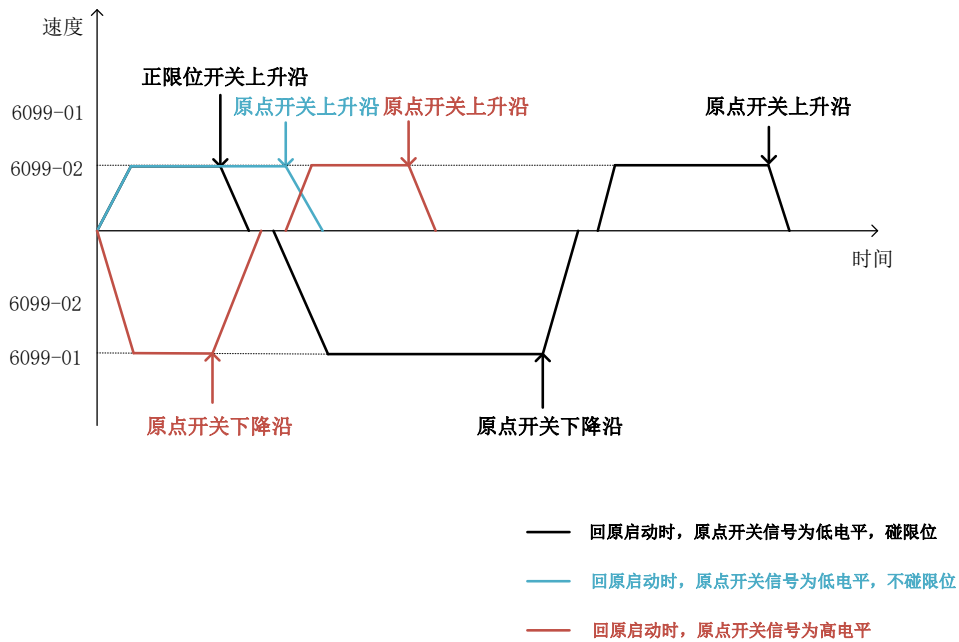 速度
正限位开关上升沿
6099-01
原点开关上升沿
原点开关上升沿
原点开关上升沿
6099-02
时间
6099-02
6099-01
原点开关下降沿
原点开关下降沿
回原启动时，原点开关信号为低电平，碰限位
回原启动时，原点开关信号为低电平，不碰限位
回原启动时，原点开关信号为高电平